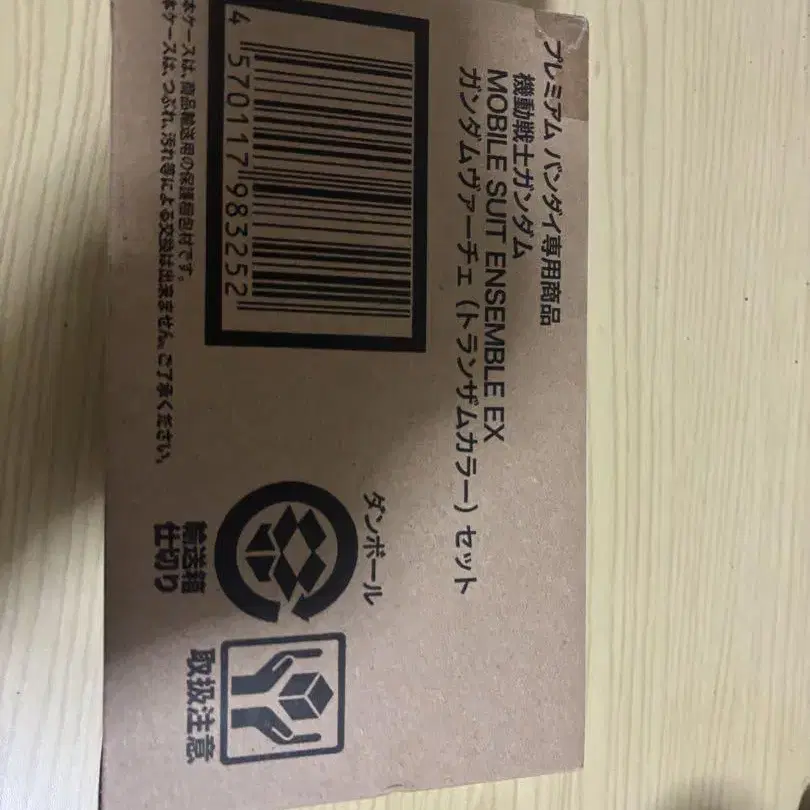 プレミアム バンダイ専用商品
機動戦士ガンダム
MOBILE SUIT ENSEMBLE EX
ガンダムヴァーチェ(トランザムカラー)セット
4 570117 983252
本ケースは、商品輸送用の保護梱包材です。
本ケースは、つぶれ、汚れ等による交換は出来ません。ご了承ください。
ダンボール
輸送箱
仕切り
取扱注意